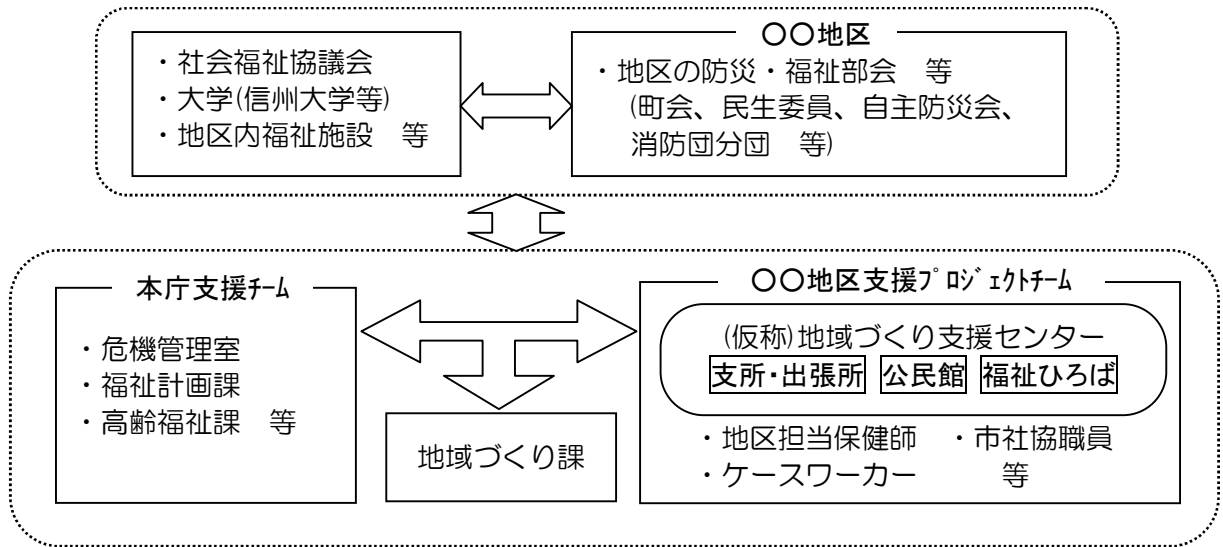 ・社会福祉協議会
・大学(信州大学等)
・地区内福祉施設　等
〇〇地区
・地区の防災・福祉部会　等
(町会、民生委員、自主防災会、
消防団分団　等)
本庁支援ﾁｰﾑ
・危機管理室
・福祉計画課
・高齢福祉課　等
地域づくり課
〇〇地区支援ﾌﾟﾛｼﾞｪｸﾄﾁｰﾑ
(仮称)地域づくり支援センター
支所・出張所　公民館　福祉ひろば
・地区担当保健師　・市社協職員
・ケースワーカー　　等